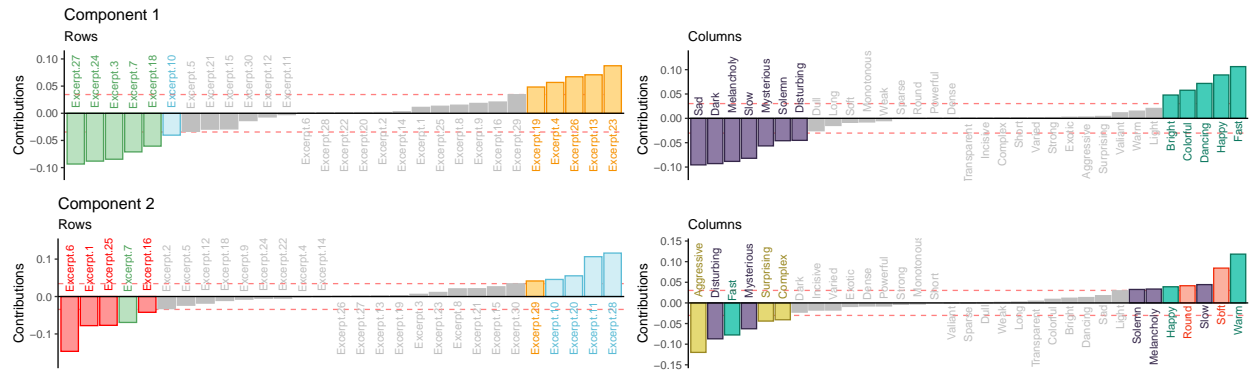 Component 1
Rows
Contributions
0.10
0.05
0.00
−0.05
−0.10
Excerpt.27
Excerpt.24
Excerpt.3
Excerpt.7
Excerpt.18
Excerpt.10
Excerpt.5
Excerpt.21
Excerpt.15
Excerpt.30
Excerpt.12
Excerpt.11
Excerpt.6
Excerpt.28
Excerpt.22
Excerpt.20
Excerpt.2
Excerpt.14
Excerpt.1
Excerpt.25
Excerpt.8
Excerpt.9
Excerpt.16
Excerpt.29
Excerpt.19
Excerpt.4
Excerpt26
Excerpt.13
Excerpt.23
Columns
Contributions
0.10
0.05
0.00
−0.05
−0.10
Sad
Dark
Melancholy
Slow
Mysterious
Solemn
Disturbing
Dull
Long
Soft
Monotonous
Weak
Sparse
Round
Powerful
Dense
Transparent
Incisive
Complex
Short
Varied
Strong
Exotic
Aggressive
Surprising
Valiant
Warm
Light
Bright
Colorful
Dancing
Happy
Fast
Component 2
Rows
Contributions
0.1
0.0
−0.1
Excerpt.6
Excerpt.1
Excerpt.25
Excerpt.7
Excerpt.16
Excerpt.2
Excerpt.5
Excerpt.12
Excerpt.18
Excerpt.9
Excerpt.24
Excerpt.22
Excerpt.4
Excerpt.14
Excerpt.26
Excerpt.27
Excerpt.13
Excerpt.17
Excerpt.19
Excerpt.3
Excerpt.23
Excerpt.8
Excerpt.21
Excerpt.15
Excerpt.30
Excerpt.29
Excerpt.10
Excerpt.20
Excerpt.11
Excerpt.28
Columns
Contributions
0.15
0.10
0.05
0.00
−0.05
−0.10
−0.15
Aggressive
Disturbing
Fast
Mysterious
Surprising
Complex
Dark
Incisive
Varied
Exotic
Dense
Powerful
Strong
Monotonous
Short
Valiant
Sparse
Dull
Weak
Long
Transparent
Colorful
Bright
Dancing
Sad
Light
Solemn
Melancholy
Happy
Round
Slow
Soft
Warm